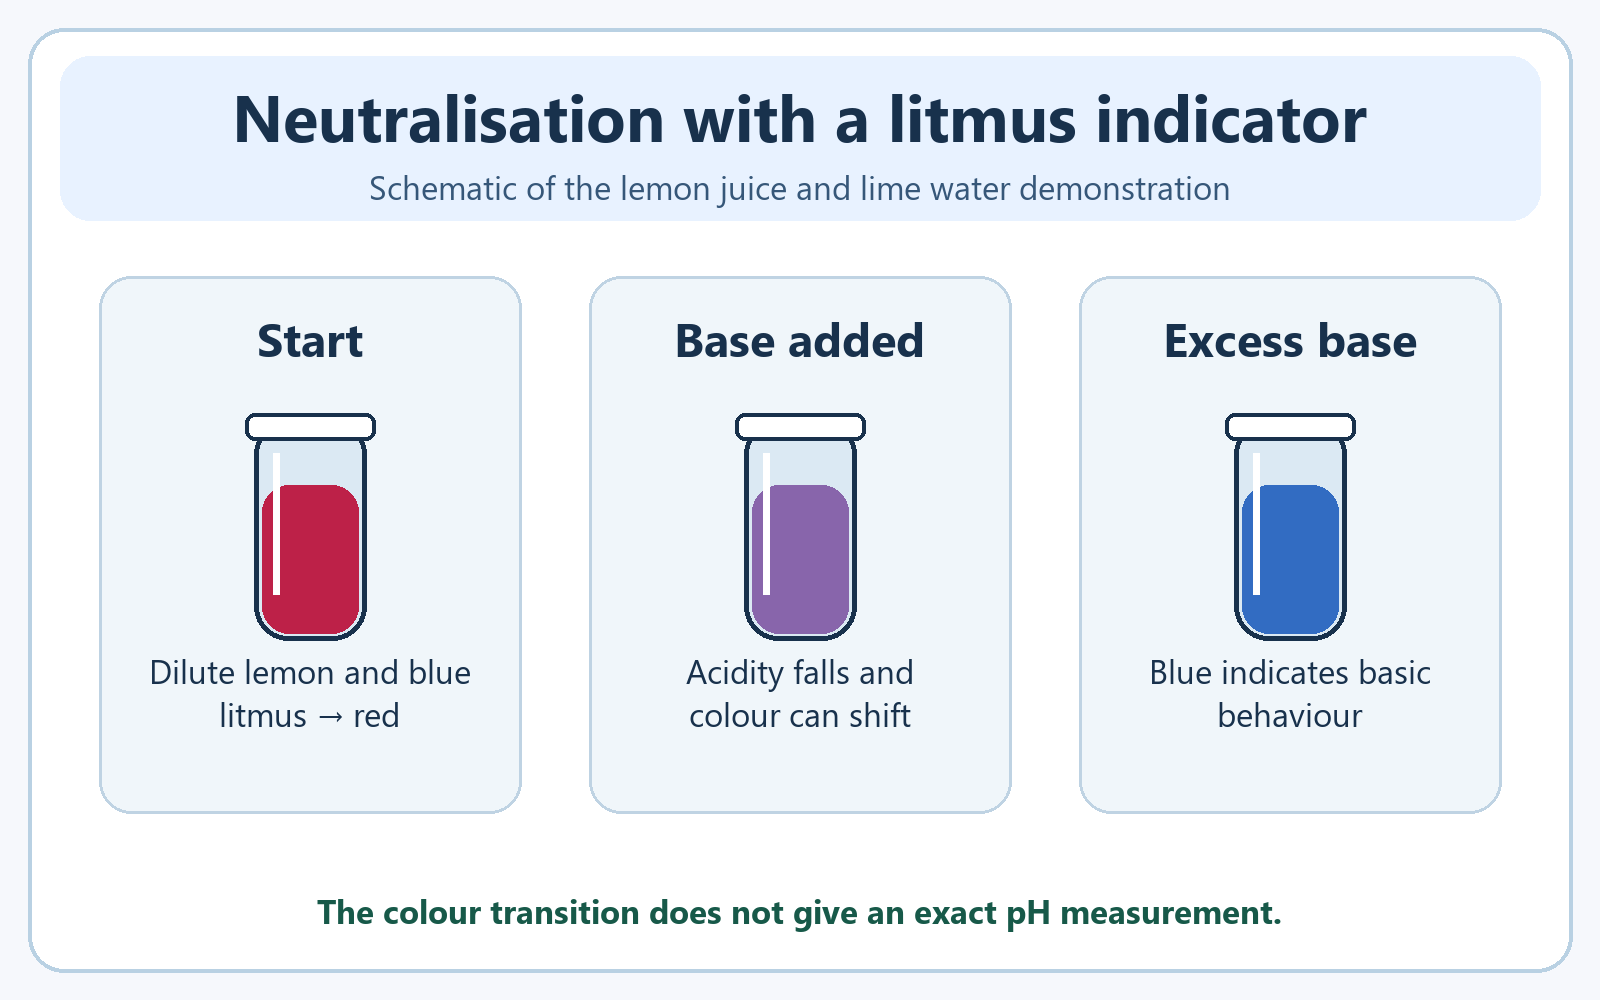 Neutralisation with a litmus indicator
Schematic of the lemon juice and lime water demonstration
Start
Dilute lemon and blue
litmus → red
Base added
Acidity falls and
colour can shift
Excess base
Blue indicates basic
behaviour
The colour transition does not give an exact pH measurement.